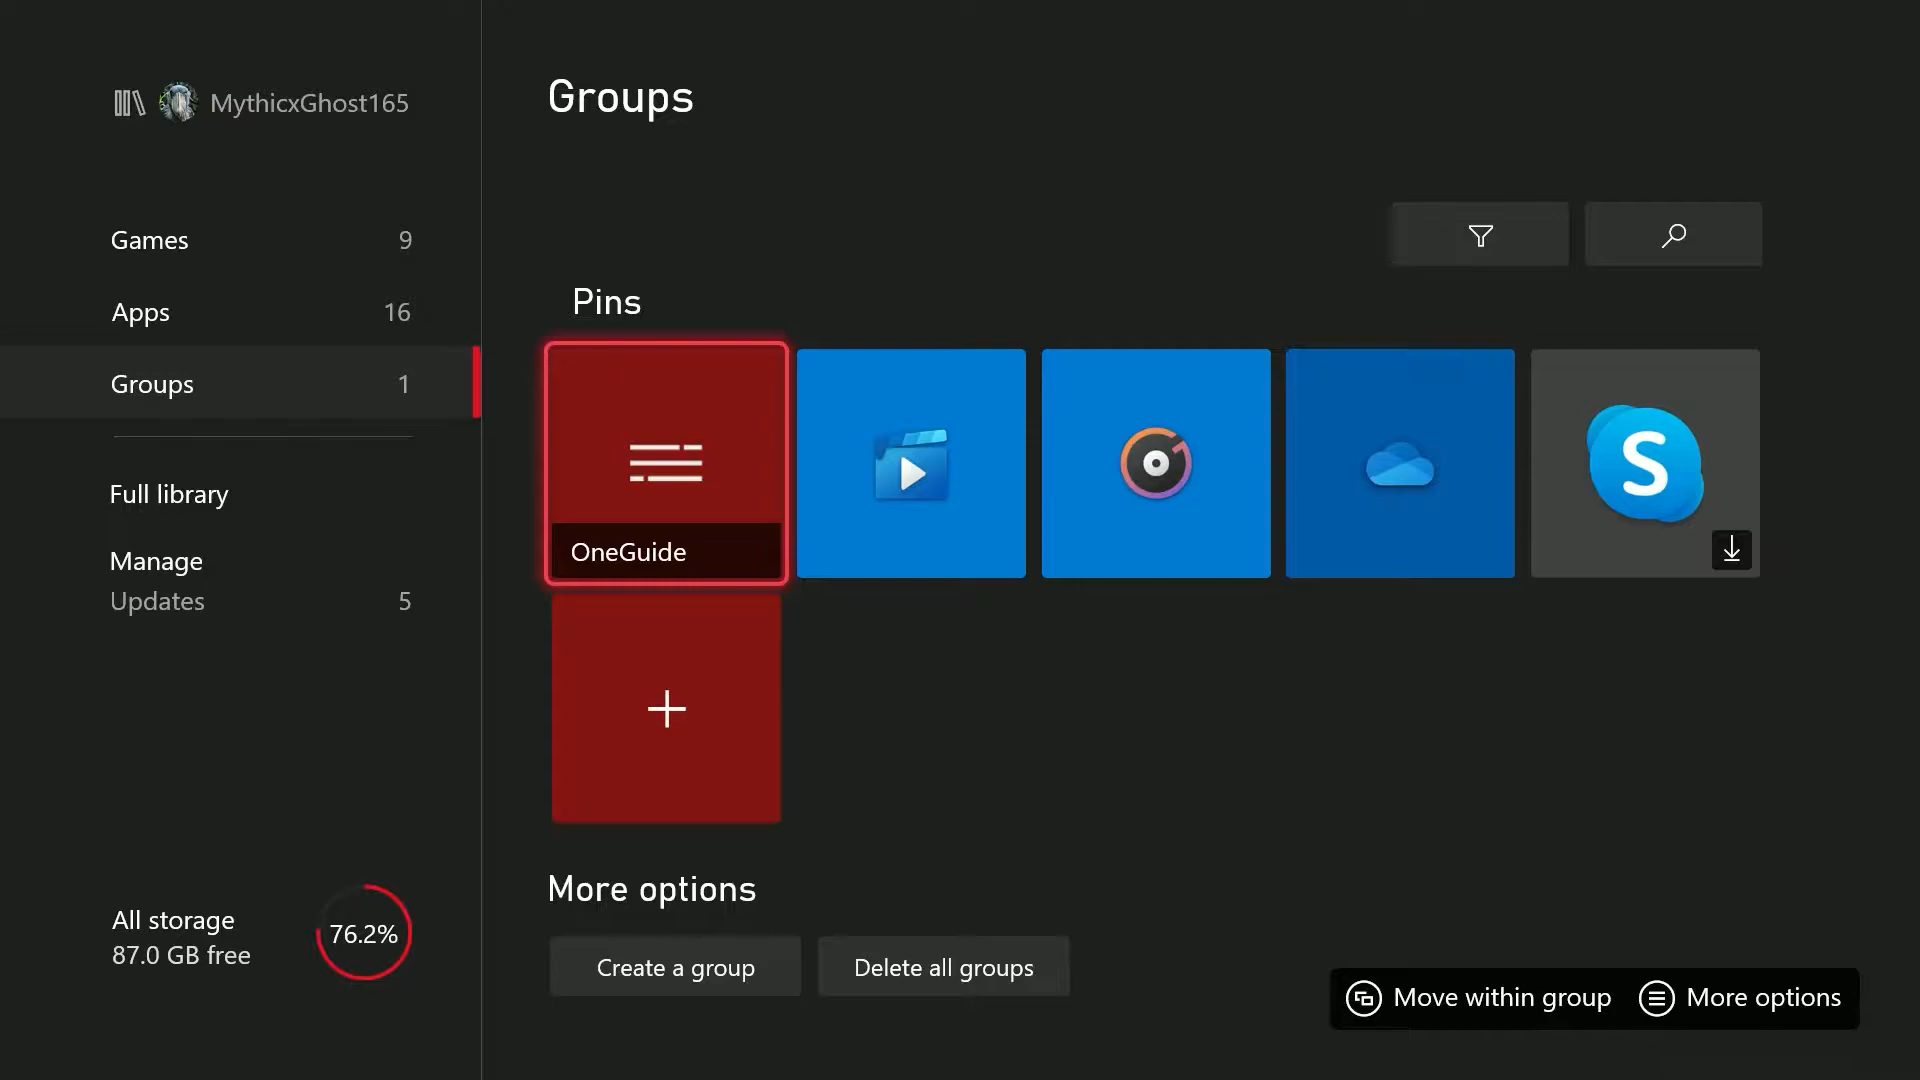 MythicxGhost165
Games 9
Apps 16
Groups 1
Full library
Manage
Updates 5
All storage
87.0 GB free
76.2%
Groups
Pins
OneGuide
S
More options
Create a group
Delete all groups
Move within group
More options